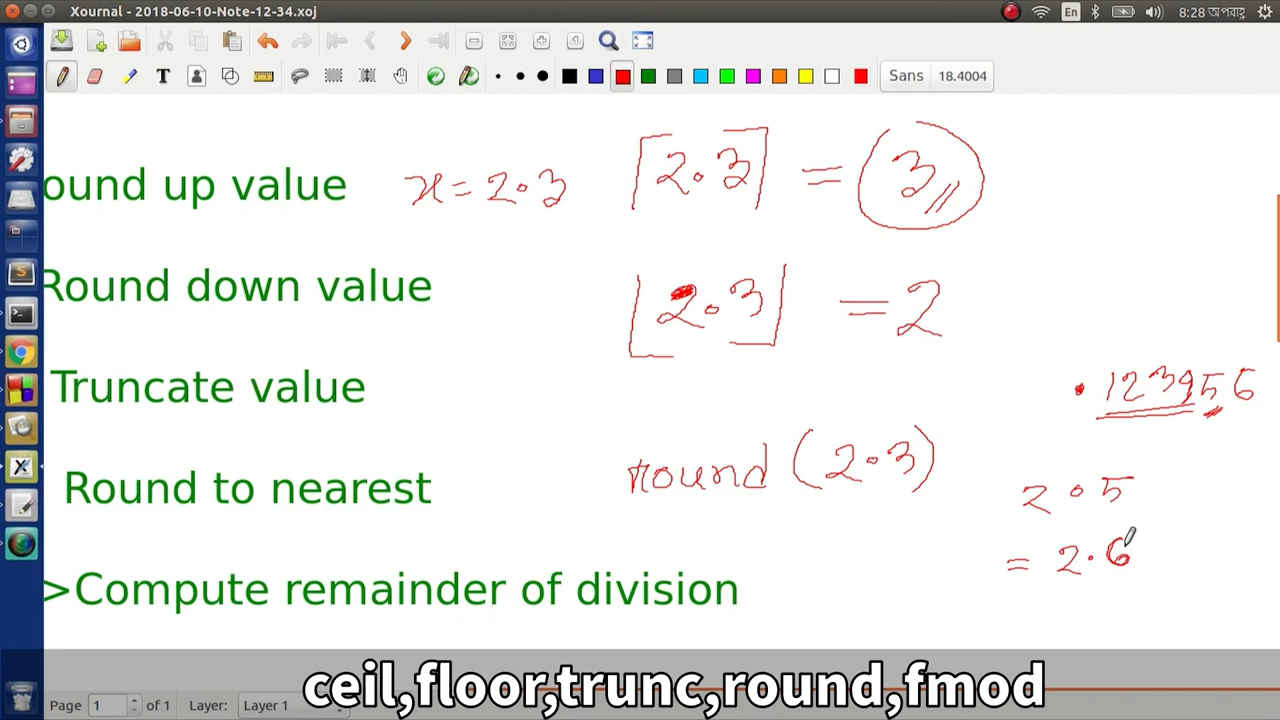 Xournal - 2018-06-10-Note-12-34.xoj
En
8:28 অপরাহ্ণ
T
Sans 18.4004
ound up value x = 2.3 ⌈2.3⌉ = 3
Round down value ⌊2.3⌋ = 2
Truncate value
.123956
Round to nearest round (2.3)
2.5
= 2.6
>Compute remainder of division
ceil,floor,trunc,round,fmod
Page 1 of 1 Layer: Layer 1